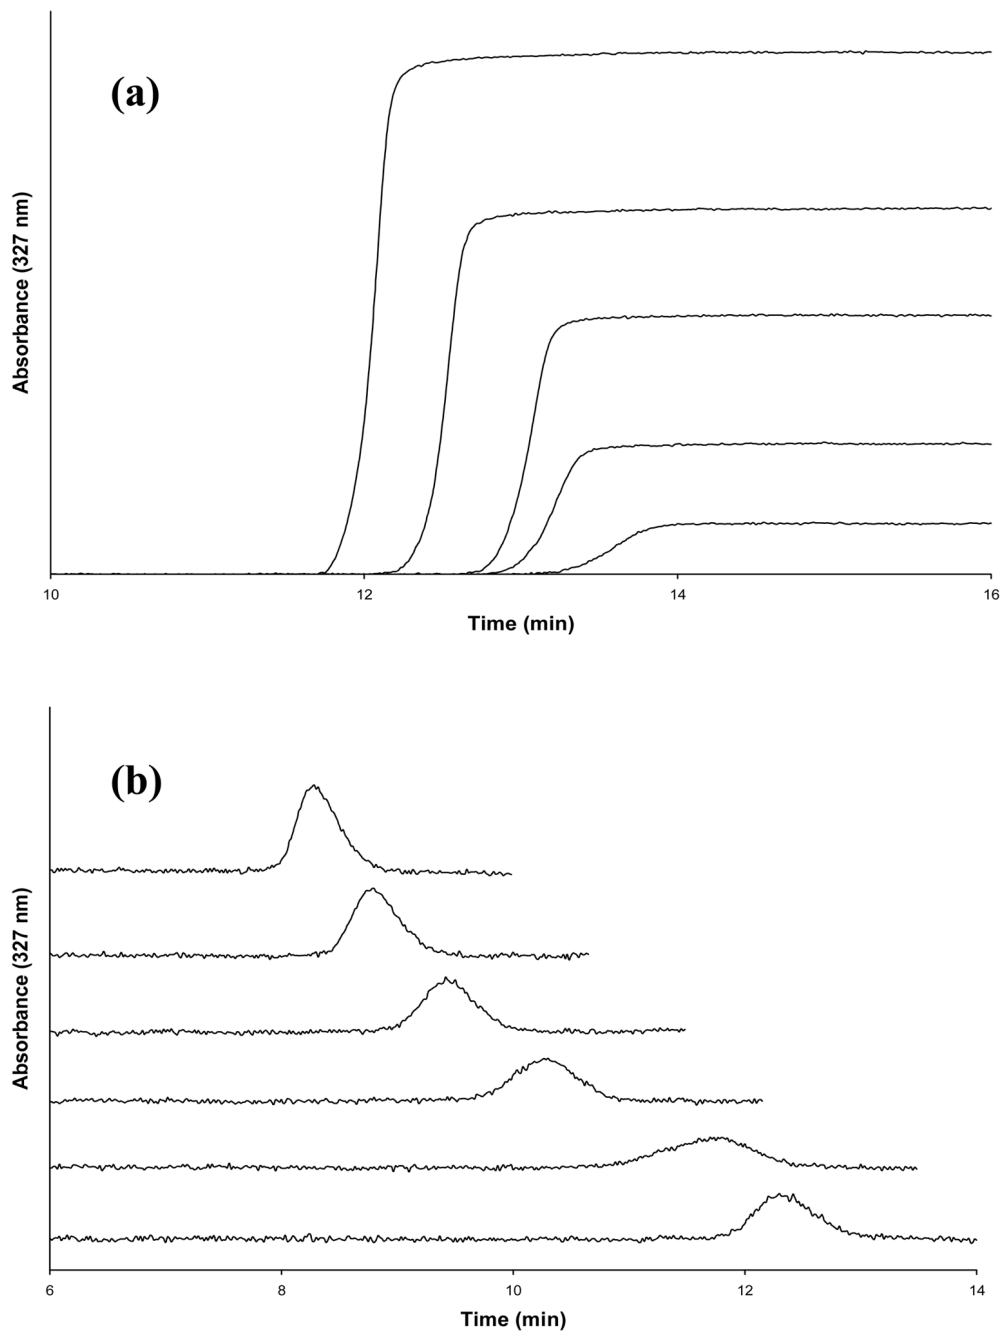 (a)
Absorbance (327 nm)
10 12 14 16
Time (min)
(b)
Absorbance (327 nm)
6 8 10 12 14
Time (min)